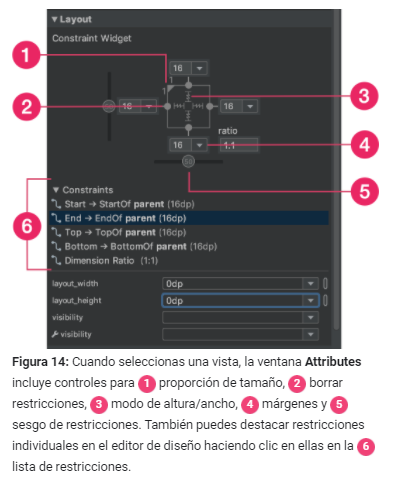 ▼ Layout
Constraint Widget
1
16
1
2
16
16
3
ratio
16
1:1
4
50
5
6
▼ Constraints
Start → StartOf parent (16dp)
End → EndOf parent (16dp)
Top → TopOf parent (16dp)
Bottom → BottomOf parent (16dp)
Dimension Ratio (1:1)
layout_width 0dp
layout_height 0dp
visibility
visibility
Figura 14: Cuando seleccionas una vista, la ventana Attributes
incluye controles para 1 proporción de tamaño, 2 borrar
restricciones, 3 modo de altura/ancho, 4 márgenes y 5
sesgo de restricciones. También puedes destacar restricciones
individuales en el editor de diseño haciendo clic en ellas en la 6
lista de restricciones.